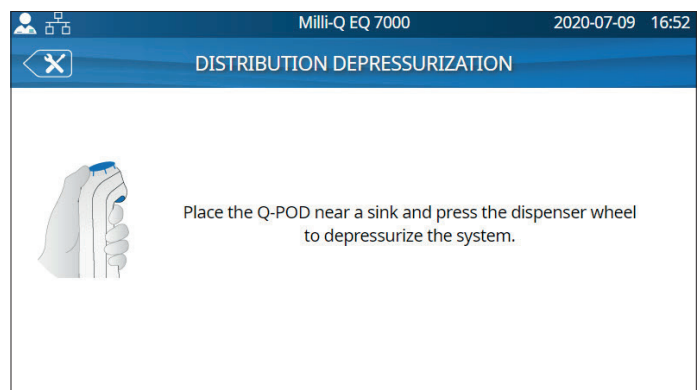 Milli-Q EQ 7000 2020-07-09 16:52
DISTRIBUTION DEPRESSURIZATION
Place the Q-POD near a sink and press the dispenser wheel
to depressurize the system.